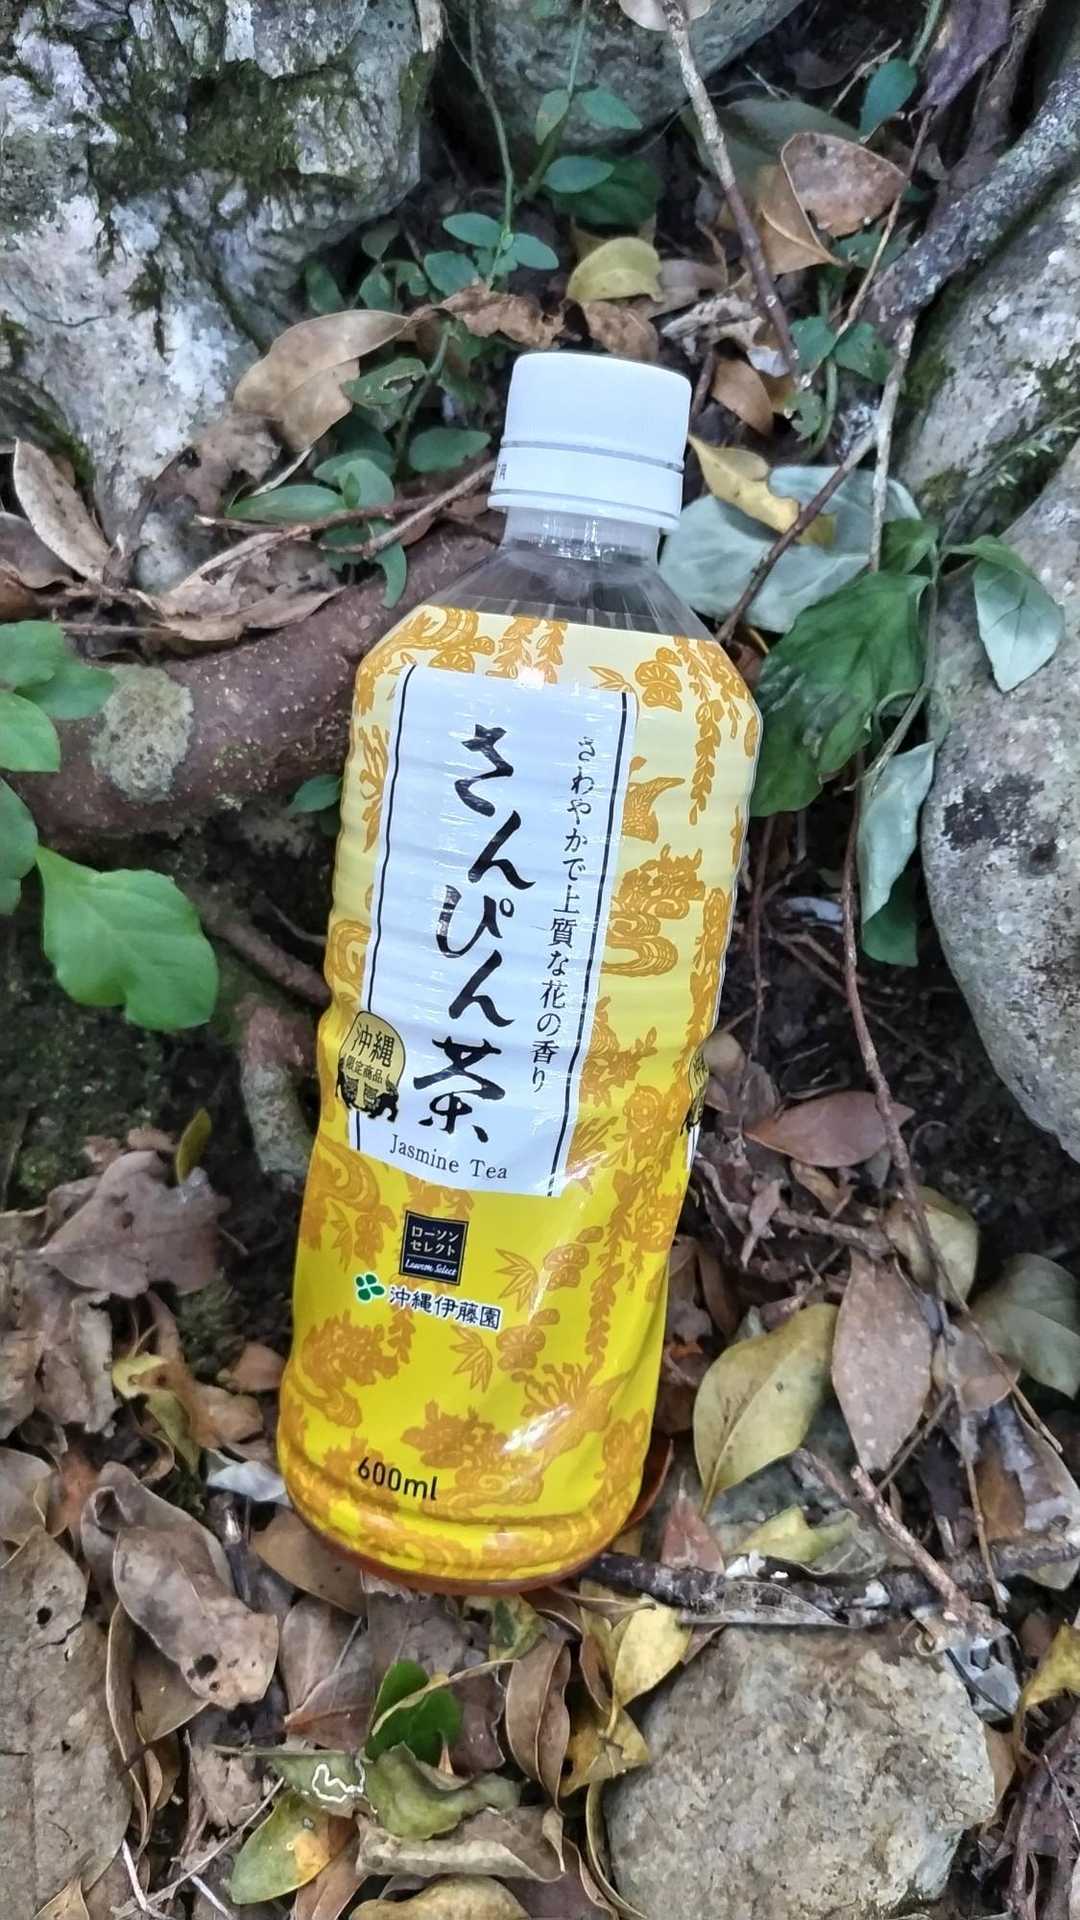 さわやかで上質な花の香り
さんぴん茶
沖縄
限定商品
Jasmine Tea
ローソン
セレクト
Lawson Select
沖縄伊藤園
600ml